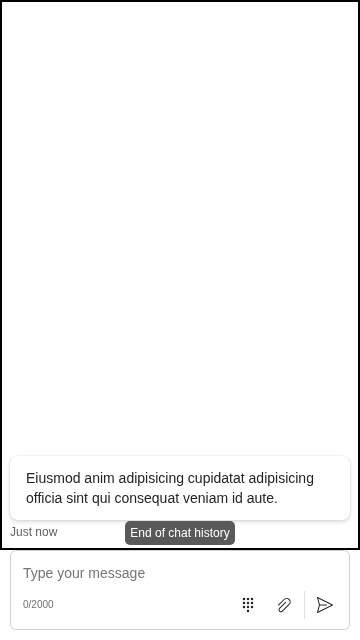 Eiusmod anim adipisicing cupidatat adipisicing
officia sint qui consequat veniam id aute.
Just now
End of chat history
Type your message
0/2000